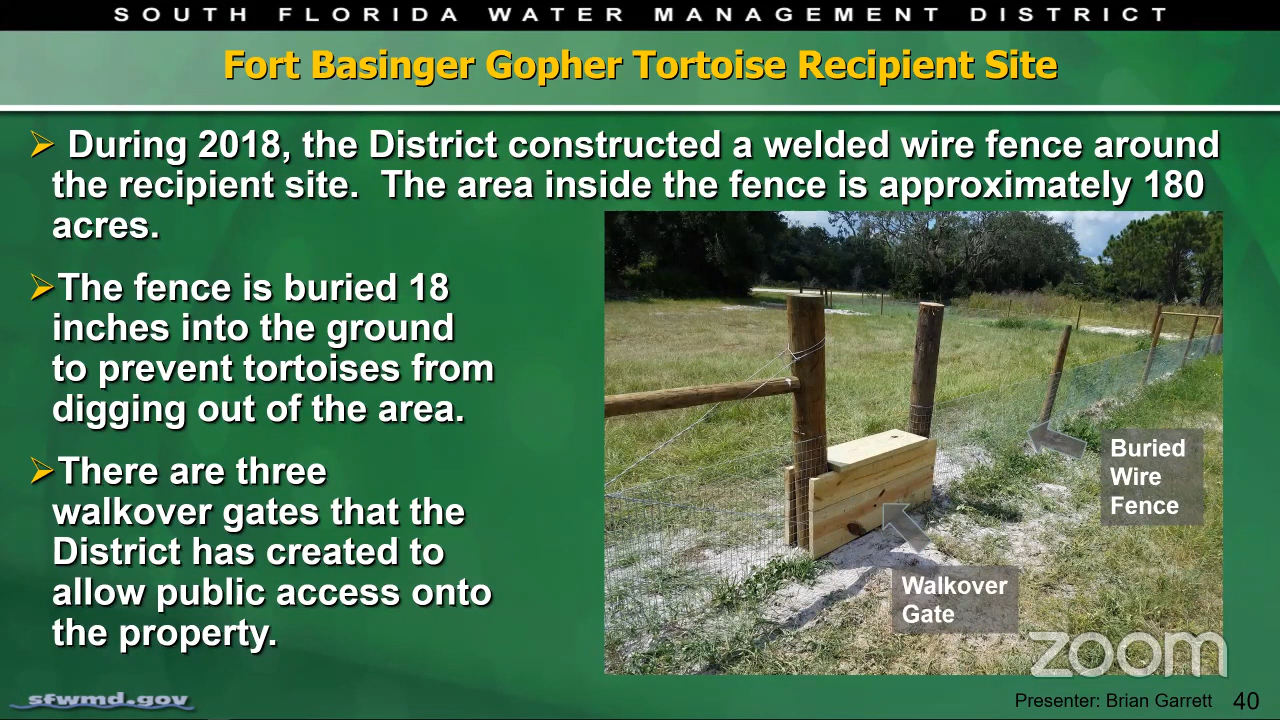 SOUTH FLORIDA WATER MANAGEMENT DISTRICT
Fort Basinger Gopher Tortoise Recipient Site
➢ During 2018, the District constructed a welded wire fence around
the recipient site. The area inside the fence is approximately 180
acres.
➢The fence is buried 18
inches into the ground
to prevent tortoises from
digging out of the area.
➢There are three
walkover gates that the
District has created to
allow public access onto
the property.
Buried
Wire
Fence
Walkover
Gate
zoom
sfwmd.gov
Presenter: Brian Garrett 40